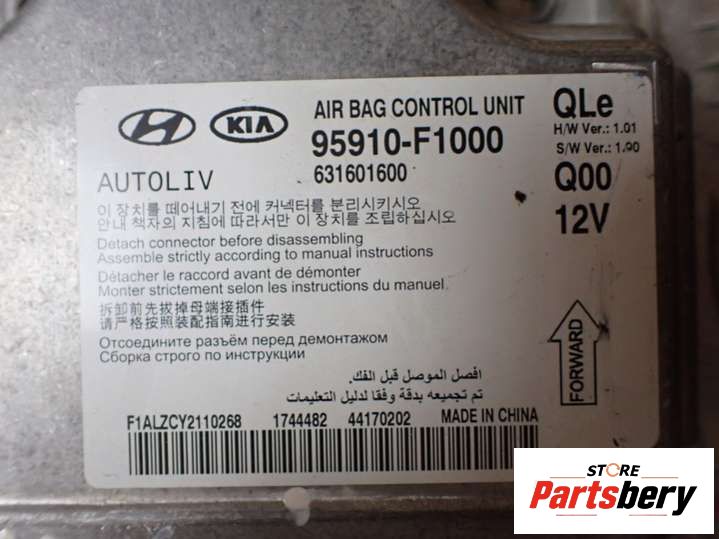 KIA
AIR BAG CONTROL UNIT
QLe
95910-F1000
H/W Ver.: 1.01
S/W Ver.: 1.90
AUTOLIV
631601600
Q00
12V
이 장치를 떼어내기 전에 커넥터를 분리시키시오
안내 책자의 지침에 따라서만 이 장치를 조립하십시오
Detach connector before disassembling
Assemble strictly according to manual instructions
Détacher le raccord avant de démonter
Monter strictement selon les instructions du manuel
拆卸前先拔掉母端接插件
请严格按照装配指南进行安装
Отсоедините разъём перед демонтажом
Сборка строго по инструкции
افصل الموصل قبل الفك.
تم تجميعه بدقة وفقا لدليل التعليمات
FORWARD
F1ALZCY2110268 1744482 44170202 MADE IN CHINA
STORE
Partsbery